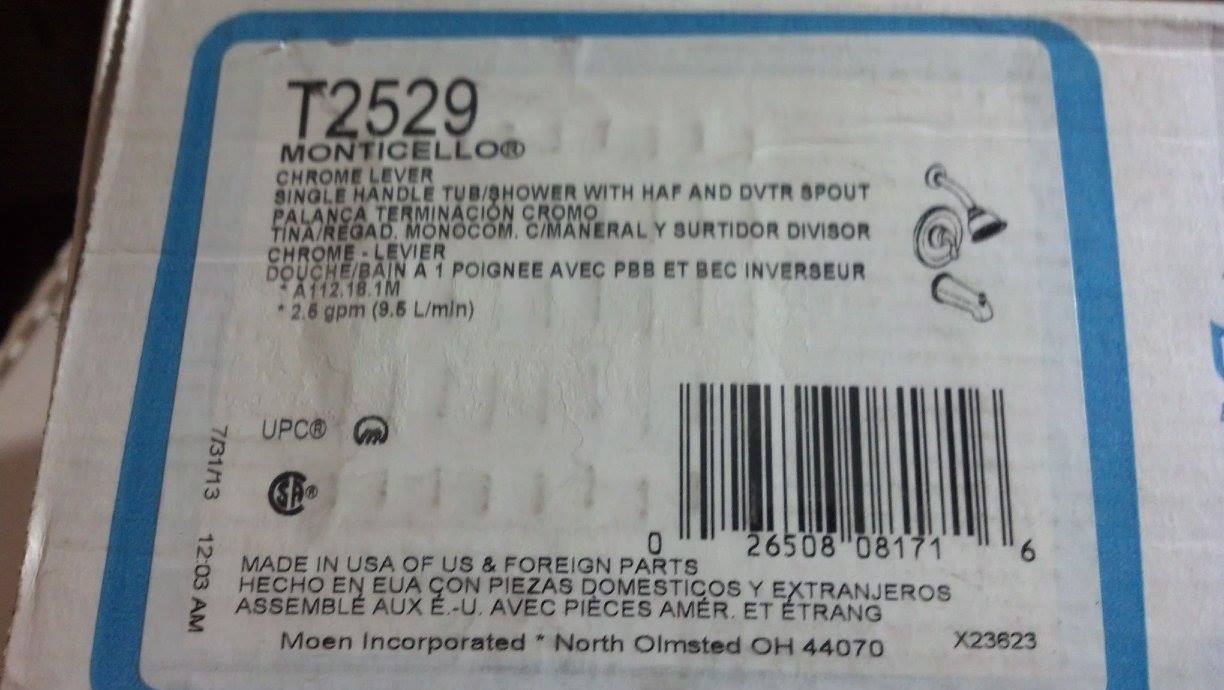 T2529
MONTICELLO®
CHROME LEVER
SINGLE HANDLE TUB/SHOWER WITH HAF AND DVTR SPOUT
PALANCA TERMINACIÓN CROMO
TINA/REGAD. MONOCOM. C/MANERAL Y SURTIDOR DIVISOR
CHROME - LEVIER
DOUCHE/BAIN A 1 POIGNEE AVEC PBB ET BEC INVERSEUR
* A112.18.1M
* 2.5 gpm (9.5 L/min)
UPC®
SA®
7/31/13 12:03 AM
0 26508 08171 6
MADE IN USA OF US & FOREIGN PARTS
HECHO EN EUA CON PIEZAS DOMESTICOS Y EXTRANJEROS
ASSEMBLÉ AUX É.-U. AVEC PIÈCES AMÉR. ET ÉTRANG
Moen Incorporated * North Olmsted OH 44070
X23623